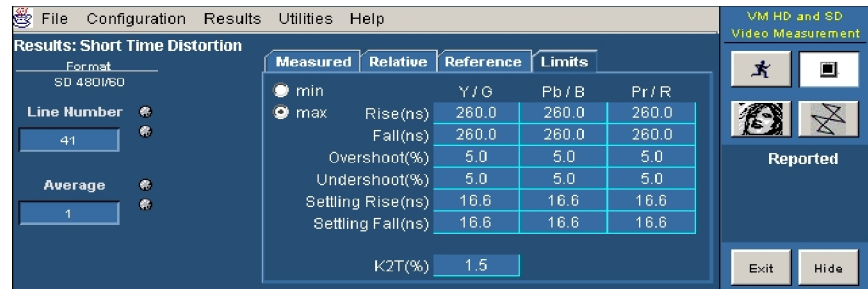 File Configuration Results Utilities Help
Results: Short Time Distortion
Format
SD 480I/60
Line Number
41
Average
1
Measured Relative Reference Limits
min
max
Y / G Pb / B Pr / R
Rise(ns) 260.0 260.0 260.0
Fall(ns) 260.0 260.0 260.0
Overshoot(%) 5.0 5.0 5.0
Undershoot(%) 5.0 5.0 5.0
Settling Rise(ns) 16.6 16.6 16.6
Settling Fall(ns) 16.6 16.6 16.6
K2T(%) 1.5
VM HD and SD
Video Measurement
Reported
Exit Hide